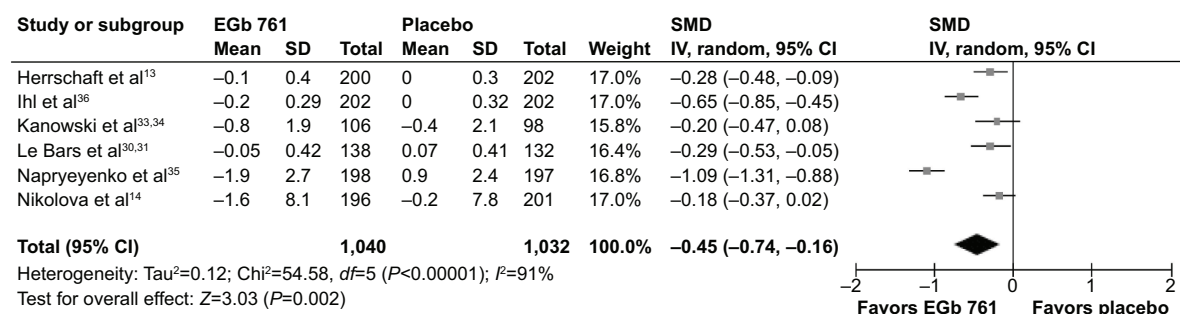 Study or subgroup EGb 761 Placebo SMD SMD
Mean SD Total Mean SD Total Weight IV, random, 95% CI IV, random, 95% CI
Herrschaft et al13 –0.1 0.4 200 0 0.3 202 17.0% –0.28 (–0.48, –0.09)
Ihl et al36 –0.2 0.29 202 0 0.32 202 17.0% –0.65 (–0.85, –0.45)
Kanowski et al33,34 –0.8 1.9 106 –0.4 2.1 98 15.8% –0.20 (–0.47, 0.08)
Le Bars et al30,31 –0.05 0.42 138 0.07 0.41 132 16.4% –0.29 (–0.53, –0.05)
Napryeyenko et al35 –1.9 2.7 198 0.9 2.4 197 16.8% –1.09 (–1.31, –0.88)
Nikolova et al14 –1.6 8.1 196 –0.2 7.8 201 17.0% –0.18 (–0.37, 0.02)
Total (95% CI) 1,040 1,032 100.0% –0.45 (–0.74, –0.16)
Heterogeneity: Tau2=0.12; Chi2=54.58, df=5 (P<0.00001); I2=91%
Test for overall effect: Z=3.03 (P=0.002)
–2 –1 0 1 2
Favors EGb 761 Favors placebo